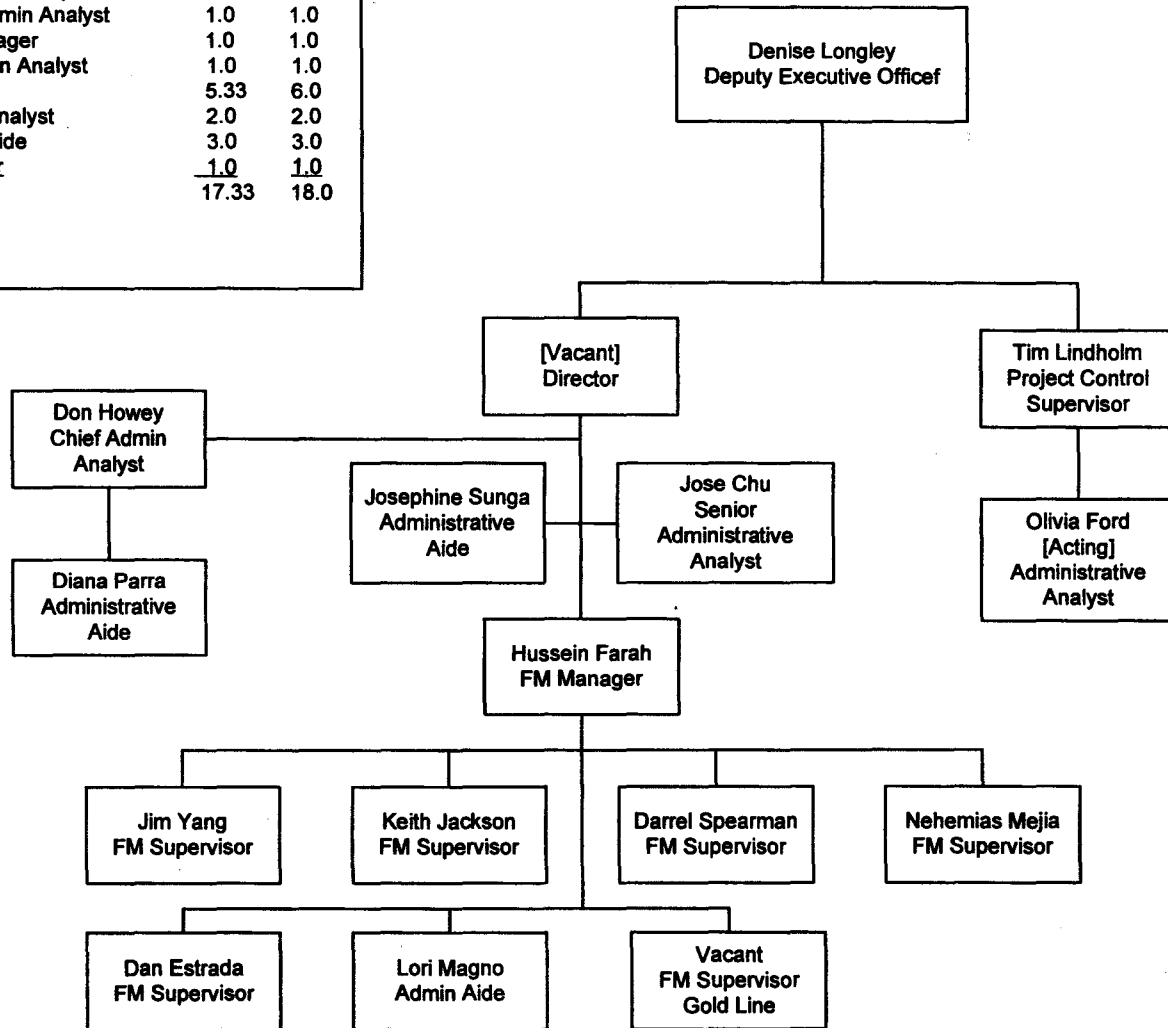 min Analyst 1.0 1.0
ager 1.0 1.0
n Analyst 1.0 1.0
5.33 6.0
nalyst 2.0 2.0
ide 3.0 3.0
r 1.0 1.0
17.33 18.0
Denise Longley
Deputy Executive Officef
[Vacant]
Director
Tim Lindholm
Project Control
Supervisor
Don Howey
Chief Admin
Analyst
Josephine Sunga
Administrative
Aide
Jose Chu
Senior
Administrative
Analyst
Olivia Ford
[Acting]
Administrative
Analyst
Diana Parra
Administrative
Aide
Hussein Farah
FM Manager
Jim Yang
FM Supervisor
Keith Jackson
FM Supervisor
Darrel Spearman
FM Supervisor
Nehemias Mejia
FM Supervisor
Dan Estrada
FM Supervisor
Lori Magno
Admin Aide
Vacant
FM Supervisor
Gold Line